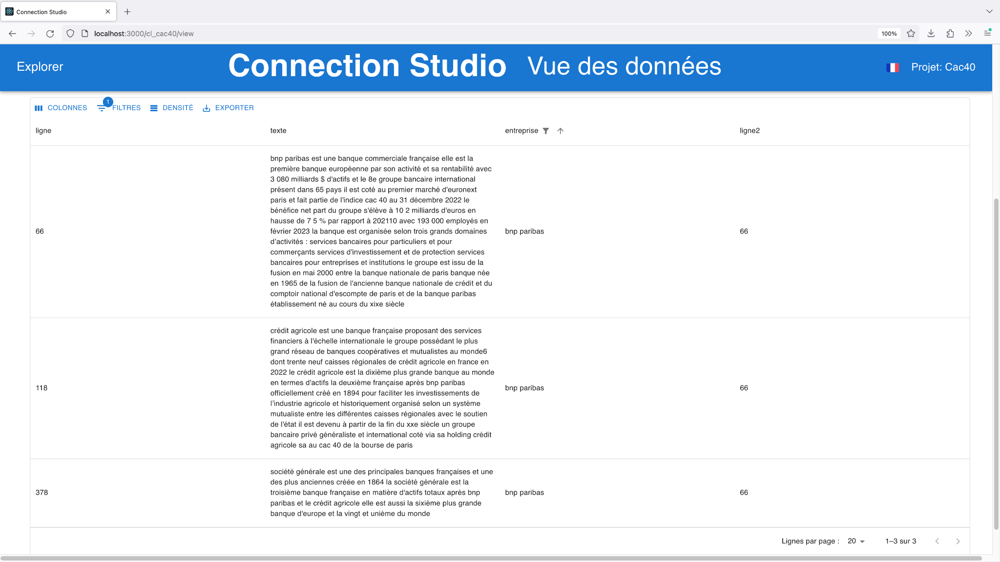 Connection Studio
localhost:3000/cl_cac40/view
100%
Explorer
Connection Studio Vue des données
Projet: Cac40
COLONNES
1
FILTRES
DENSITÉ
EXPORTER
ligne
texte
entreprise
ligne2
66
bnp paribas est une banque commerciale française elle est la
première banque européenne par son activité et sa rentabilité avec
3 080 milliards $ d'actifs et le 8e groupe bancaire international
présent dans 65 pays il est coté au premier marché d'euronext
paris et fait partie de l'indice cac 40 au 31 décembre 2022 le
bénéfice net part du groupe s'élève à 10 2 milliards d'euros en
hausse de 7 5 % par rapport à 202110 avec 193 000 employés en
février 2023 la banque est organisée selon trois grands domaines
d'activités : services bancaires pour particuliers et pour
commerçants services d'investissement et de protection services
bancaires pour entreprises et institutions le groupe est issu de la
fusion en mai 2000 entre la banque nationale de paris banque née
en 1965 de la fusion de l'ancienne banque nationale de crédit et du
comptoir national d'escompte de paris et de la banque paribas
établissement né au cours du xixe siècle
bnp paribas
66
118
crédit agricole est une banque française proposant des services
financiers à l'échelle internationale le groupe possédant le plus
grand réseau de banques coopératives et mutualistes au monde6
dont trente neuf caisses régionales de crédit agricole en france en
2022 le crédit agricole est la dixième plus grande banque au monde
en termes d'actifs la deuxième française après bnp paribas
officiellement créé en 1894 pour faciliter les investissements de
l'industrie agricole et historiquement organisé selon un système
mutualiste entre les différentes caisses régionales avec le soutien
de l'état il est devenu à partir de la fin du xxe siècle un groupe
bancaire privé généraliste et international coté via sa holding crédit
agricole sa au cac 40 de la bourse de paris
bnp paribas
66
378
société générale est une des principales banques françaises et une
des plus anciennes créée en 1864 la société générale est la
troisième banque française en matière d'actifs totaux après bnp
paribas et le crédit agricole elle est aussi la sixième plus grande
banque d'europe et la vingt et unième du monde
bnp paribas
66
Lignes par page : 20 1–3 sur 3